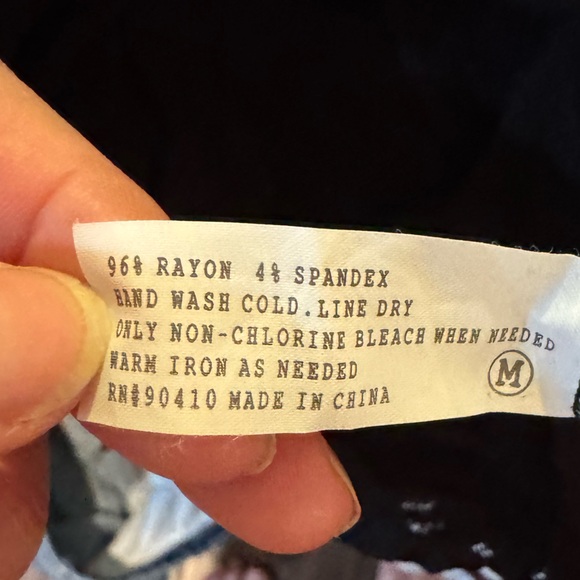 96% RAYON 4% SPANDEX
HAND WASH COLD.LINE DRY
ONLY NON-CHLORINE BLEACH WHEN NEEDED
WARM IRON AS NEEDED
RN#90410 MADE IN CHINA
M